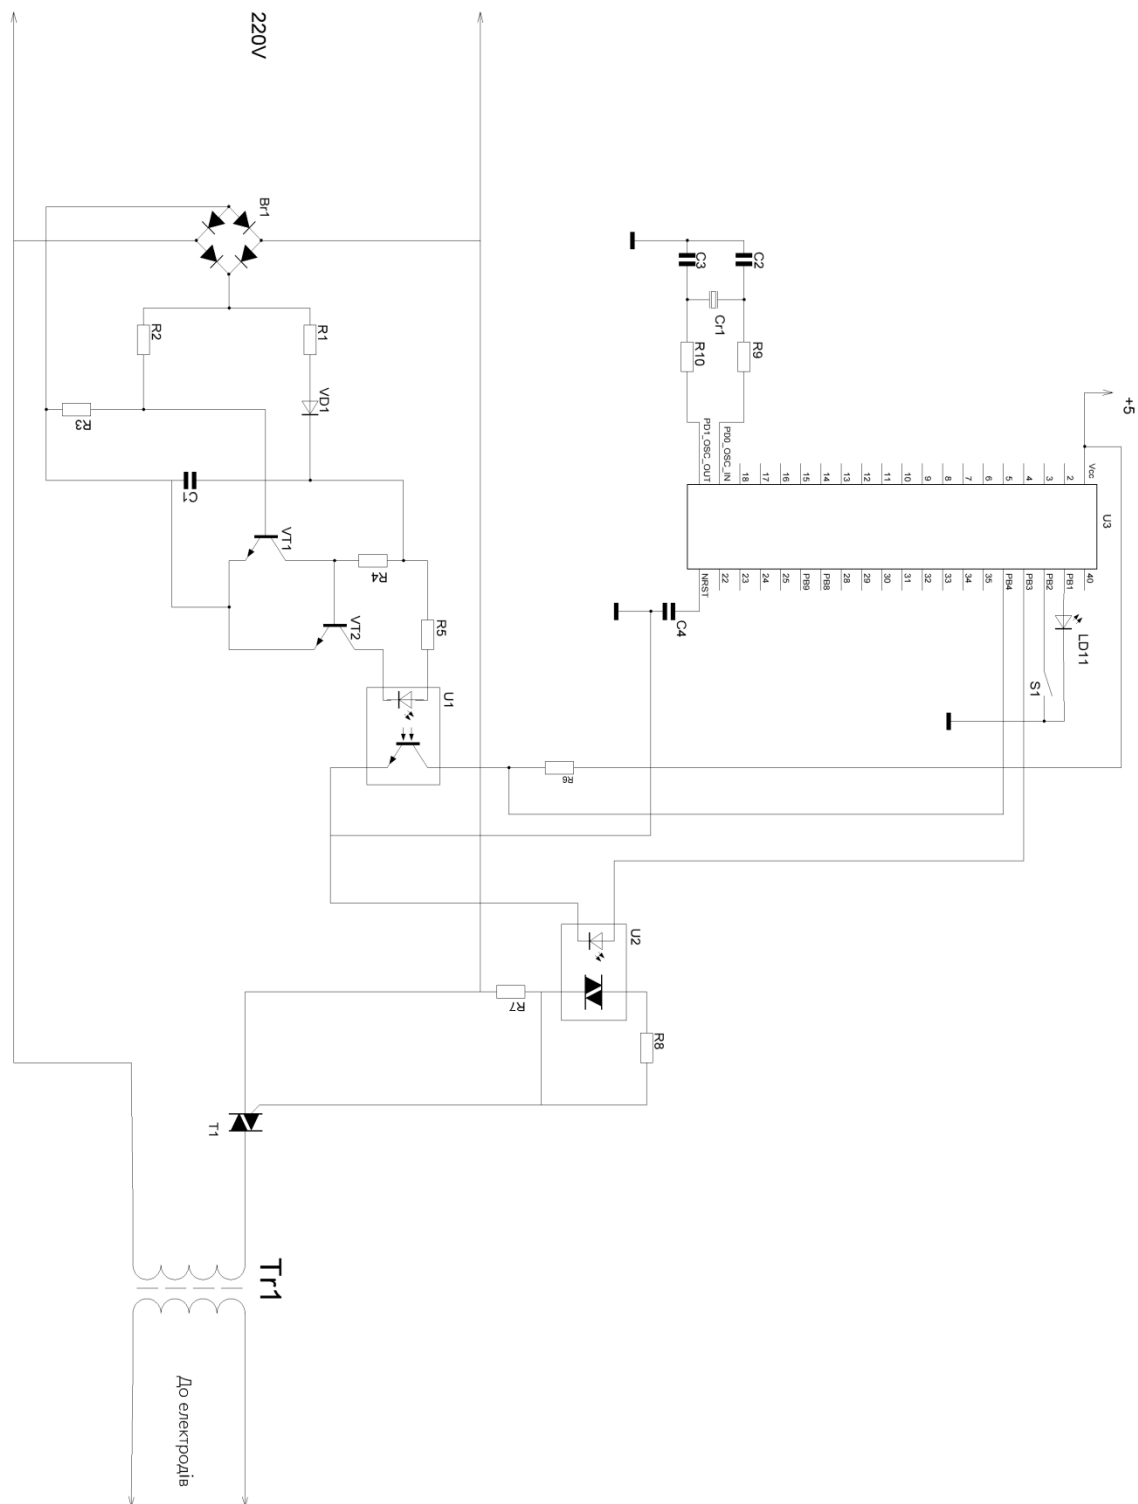 220V
Br1
R1
R2
VD1
R3
C1
VT1
R4
VT2
R5
U1
R6
C3
C2
Cr1
R10
R9
+5
PD1_OSC_OUT
PD0_OSC_IN
18
17
16
15
14
13
12
11
10
9
8
7
6
5
4
3
2
Vcc
U3
NRST
22
23
24
25
PB9
PB8
28
29
30
31
32
33
34
35
PB4
PB3
PB2
PB1
40
C4
LD11
S1
U2
R7
R8
T1
Tr1
До електродів